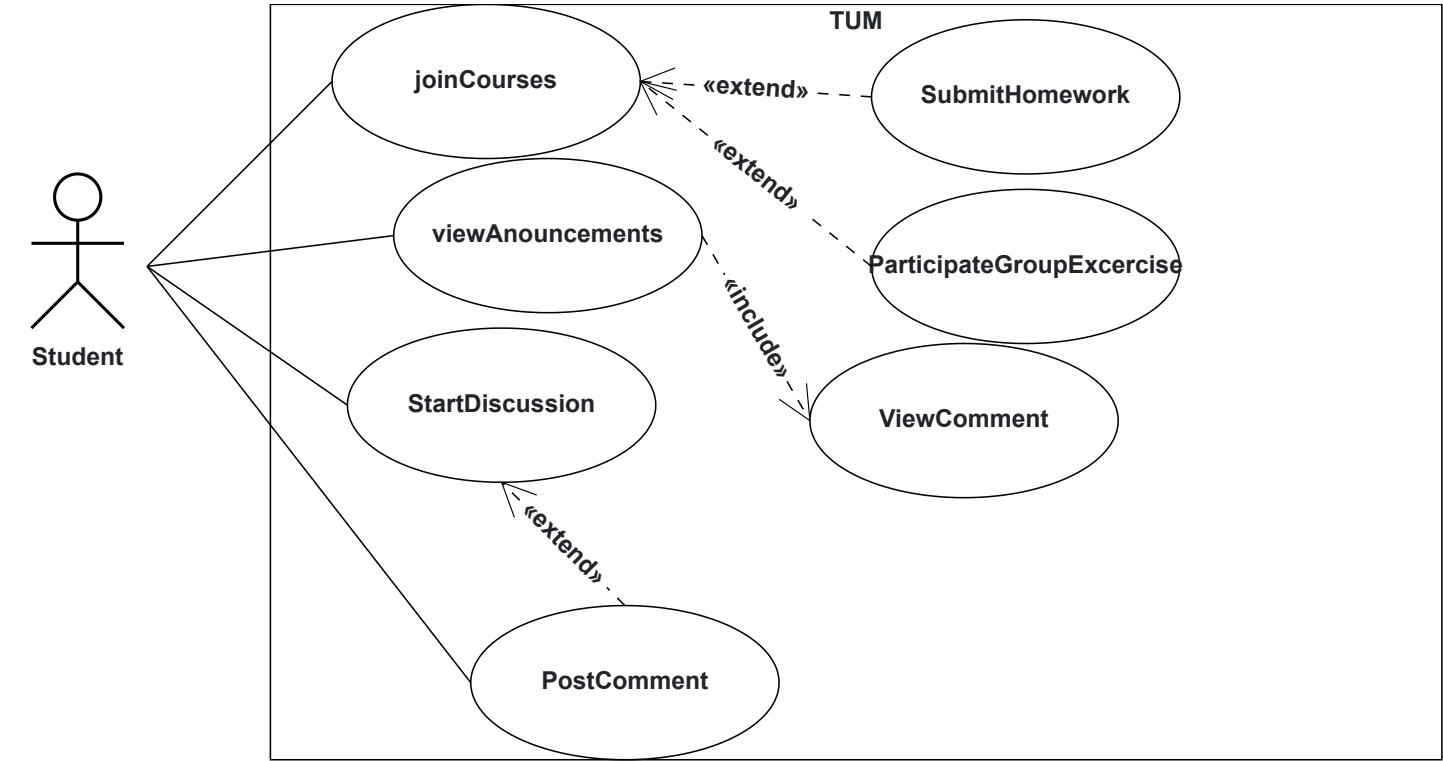 TUM
joinCourses
«extend»
SubmitHomework
«extend»
viewAnouncements
ParticipateGroupExcercise
«include»
Student
StartDiscussion
ViewComment
«extend»
PostComment